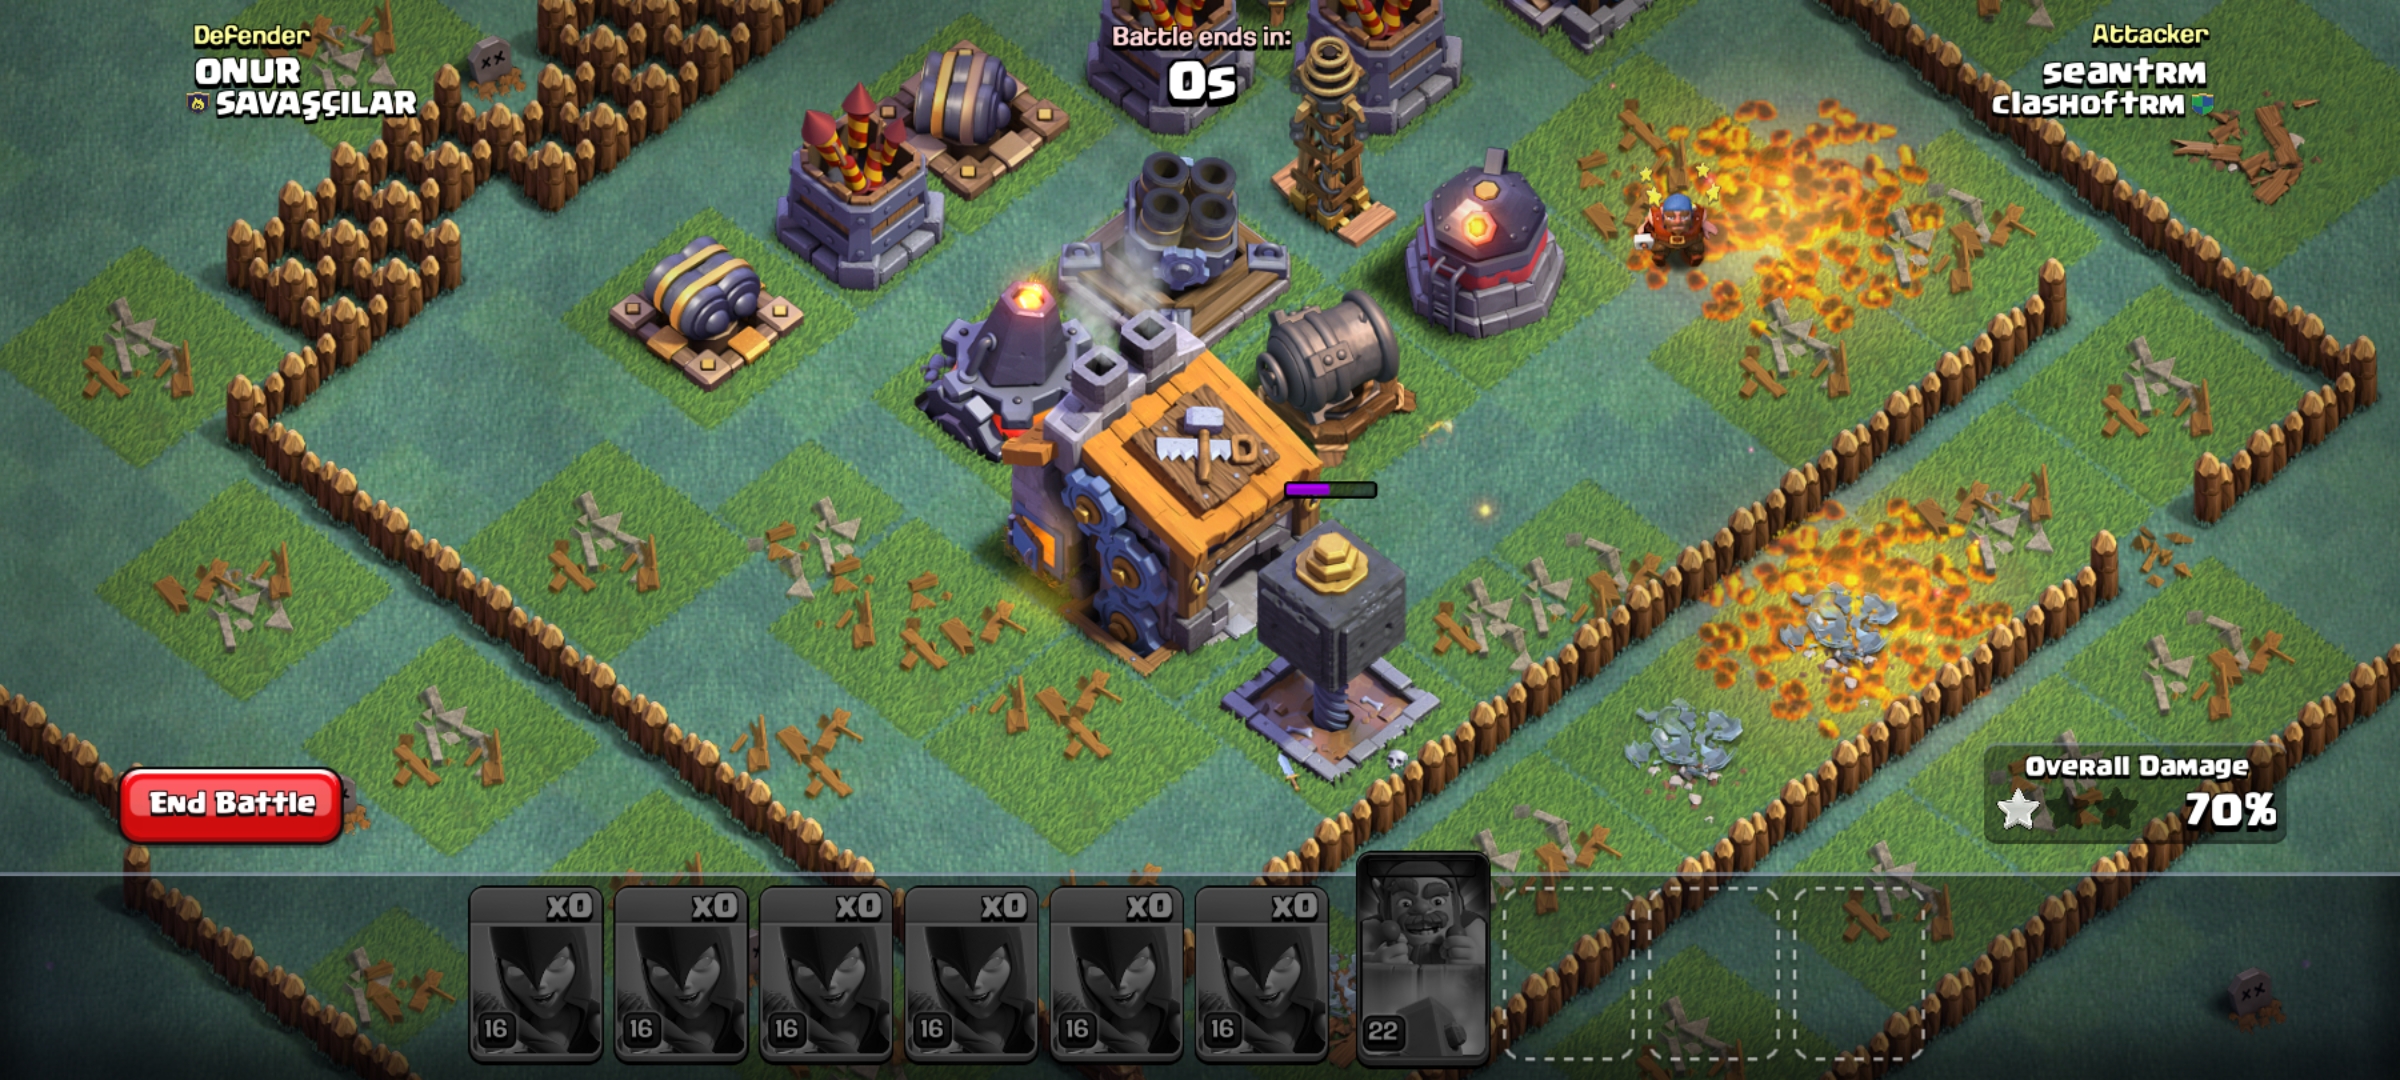 Defender
ONUR
SAVAŞÇILAR
Battle ends in:
0s
Attacker
seantRM
clashoftRM
End Battle
Overall Damage
70%
x0
x0
x0
x0
x0
x0
16
16
16
16
16
16
22